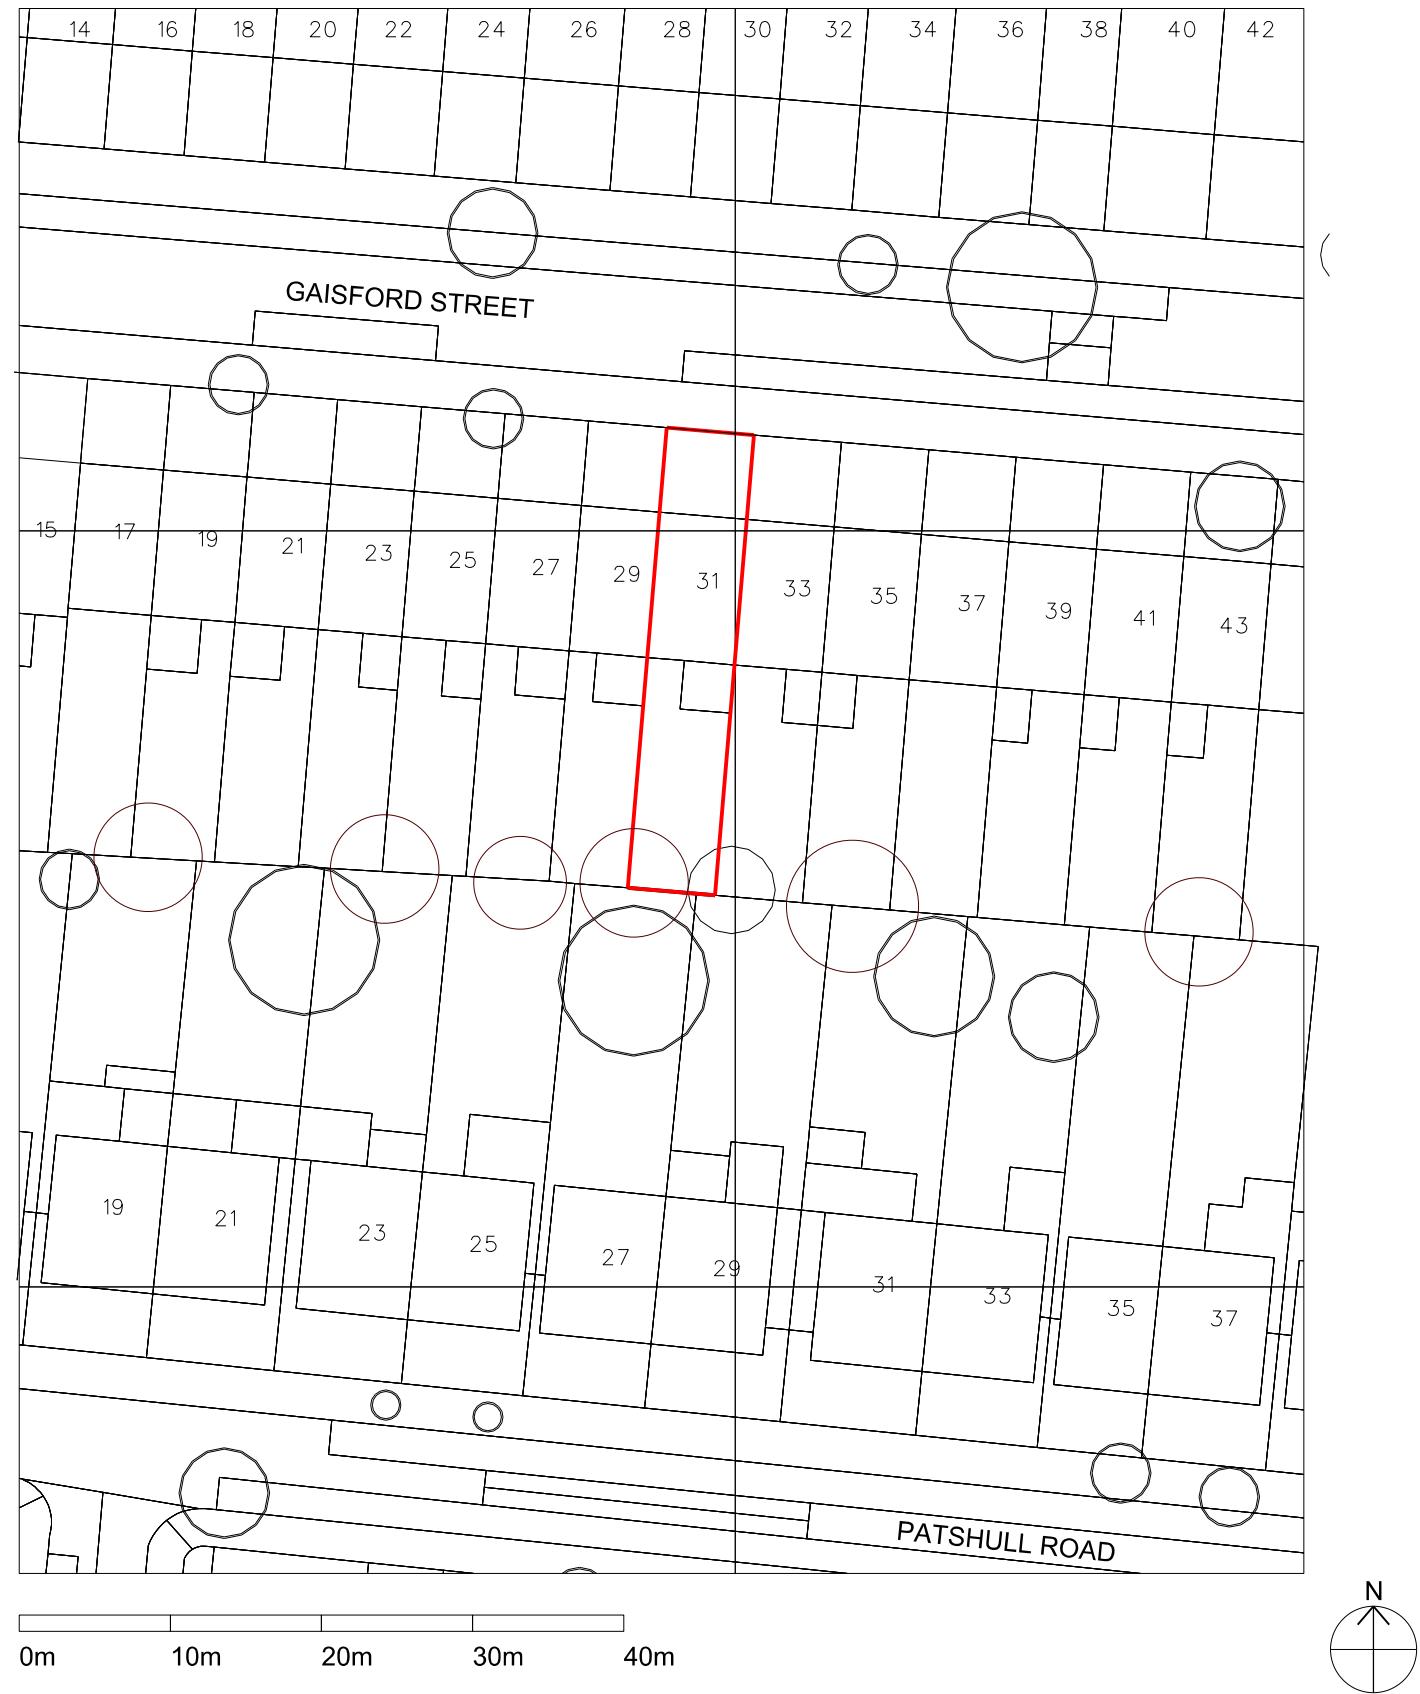 14 16 18 20 22 24 26 28 30 32 34 36 38 40 42
GAISFORD STREET
15 17 19 21 23 25 27 29 31 33 35 37 39 41 43
19 21 23 25 27 29 31 33 35 37
PATSHULL ROAD
N
0m 10m 20m 30m 40m